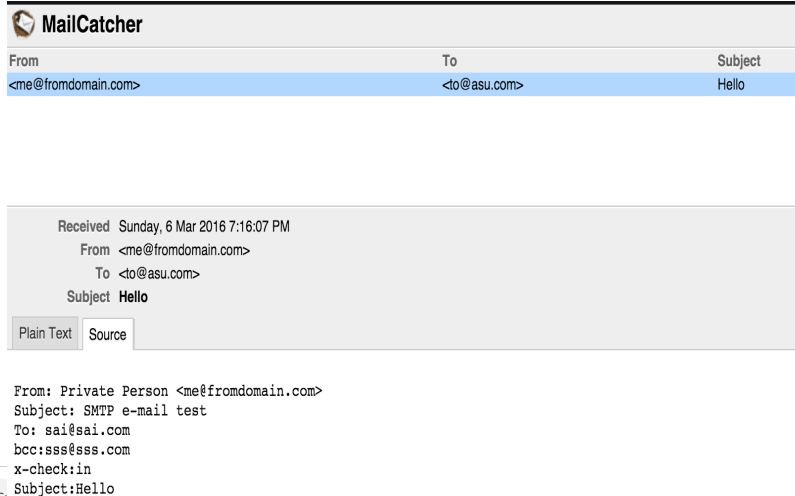 MailCatcher
From To Subject
<me@fromdomain.com> <to@asu.com> Hello
Received Sunday, 6 Mar 2016 7:16:07 PM
From <me@fromdomain.com>
To <to@asu.com>
Subject Hello
Plain Text Source
From: Private Person <me@fromdomain.com>
Subject: SMTP e-mail test
To: sai@sai.com
bcc:sss@sss.com
x-check:in
Subject:Hello